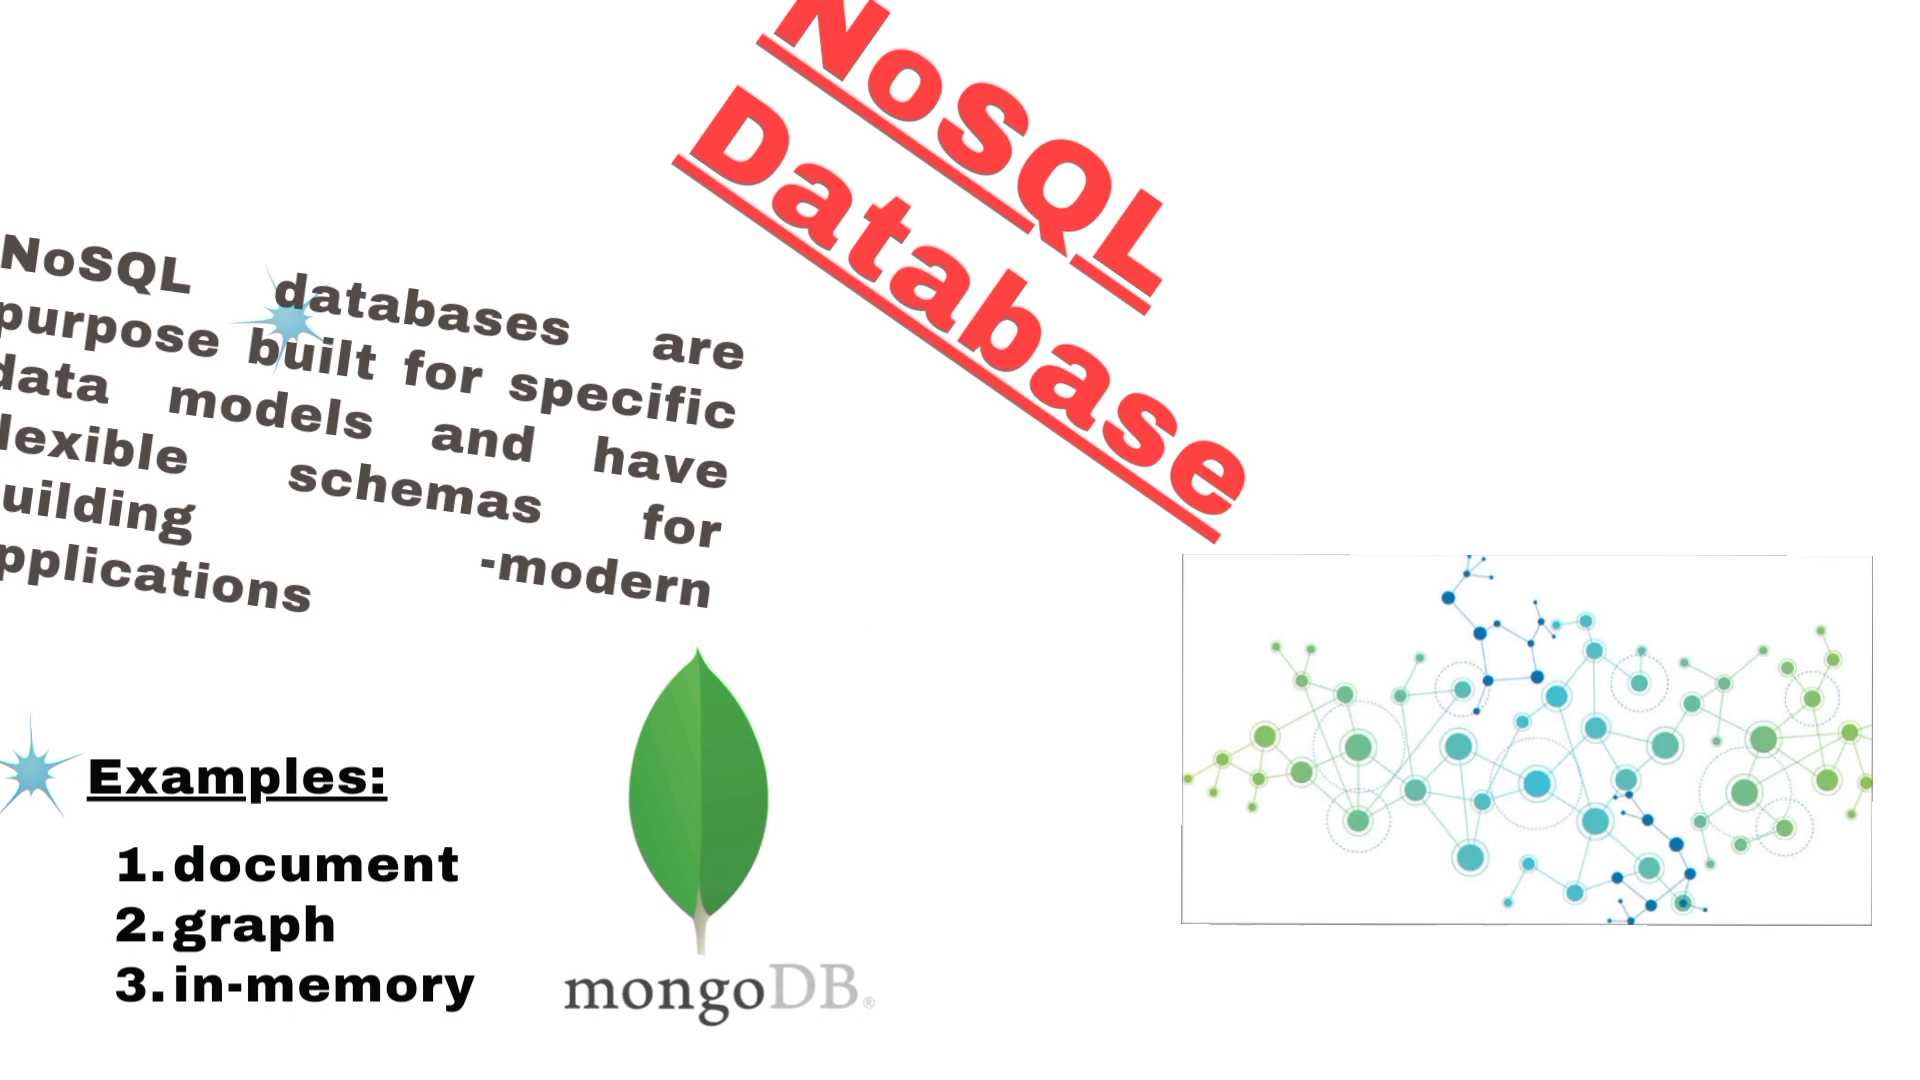 NoSQL
Database
NoSQL databases are
purpose built for specific
data models and have
lexible schemas for
uilding -modern
pplications
Examples:
1. document
2. graph
3. in-memory
mongoDB®